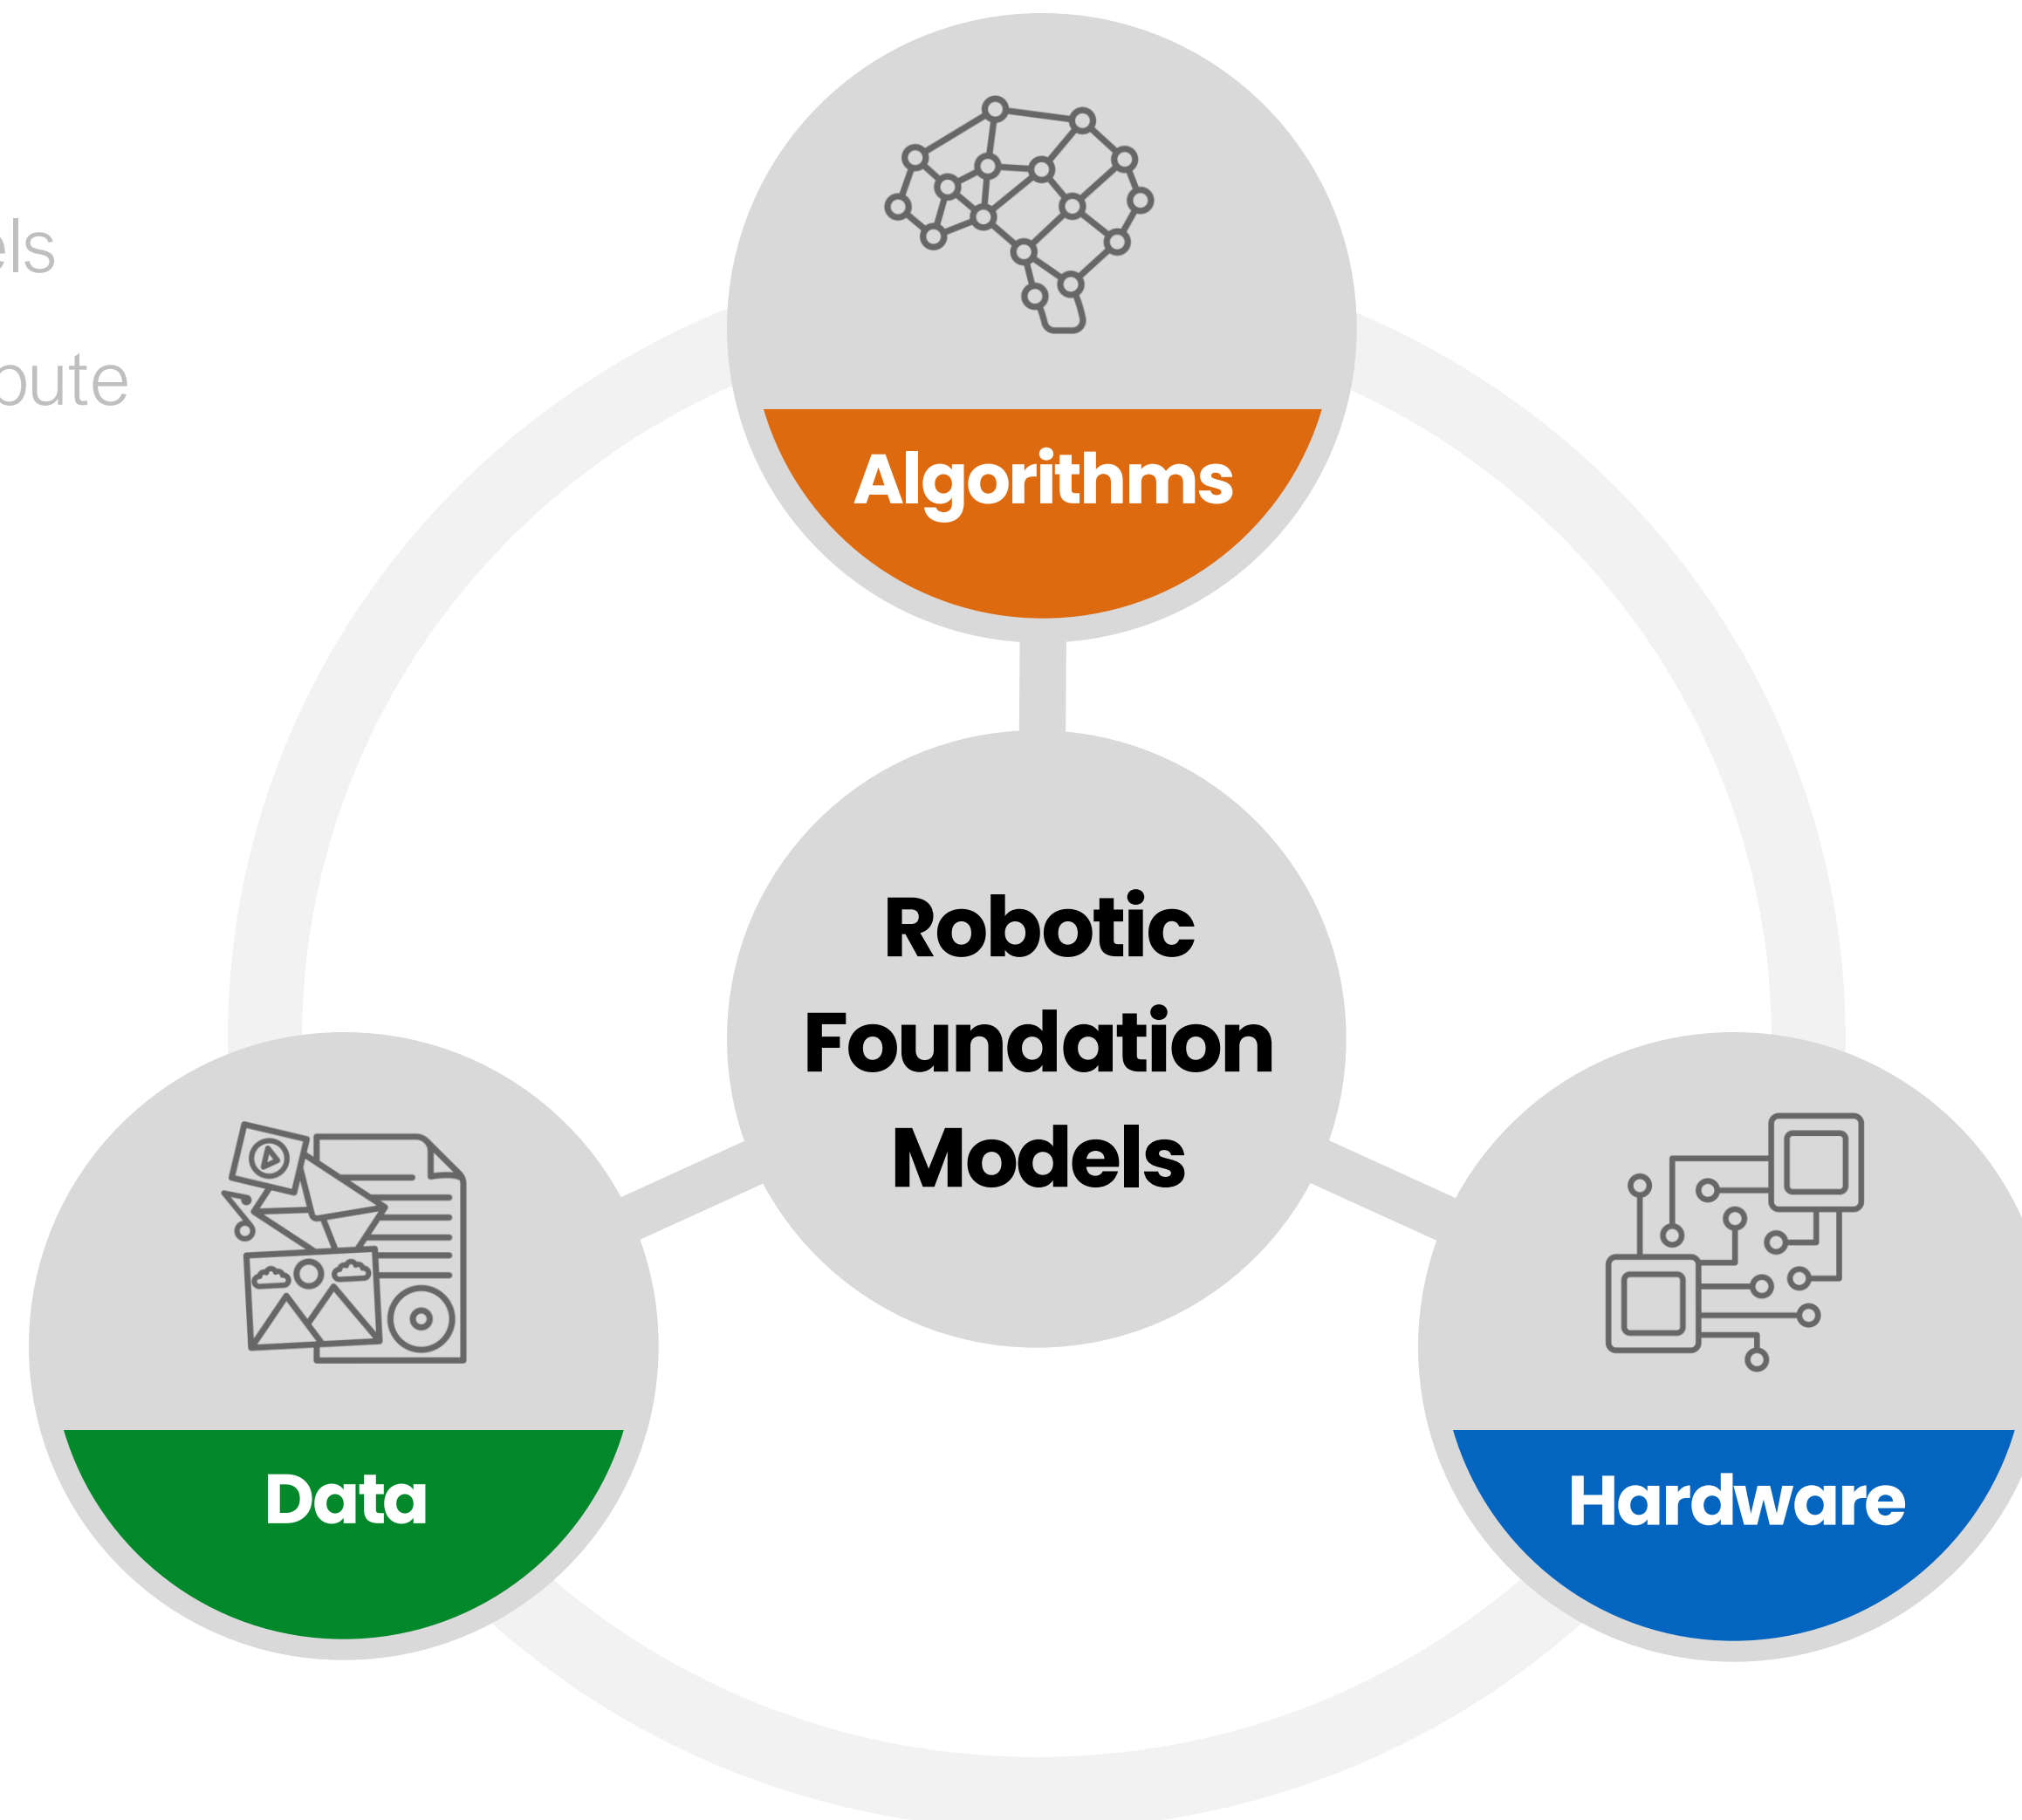 Algorithms
Robotic
Foundation
Models
Data
Hardware